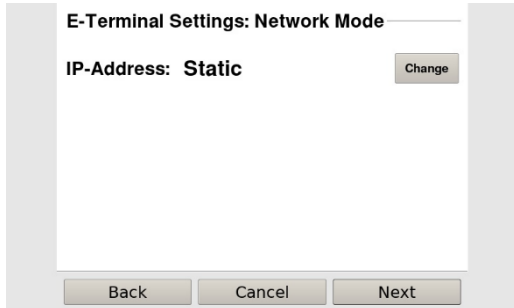 E-Terminal Settings: Network Mode
IP-Address: Static Change
Back Cancel Next